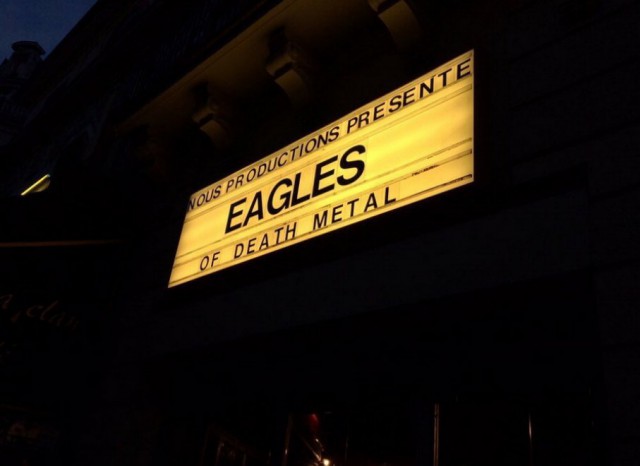 NOUS PRODUCTIONS PRESENTE
EAGLES
OF DEATH METAL